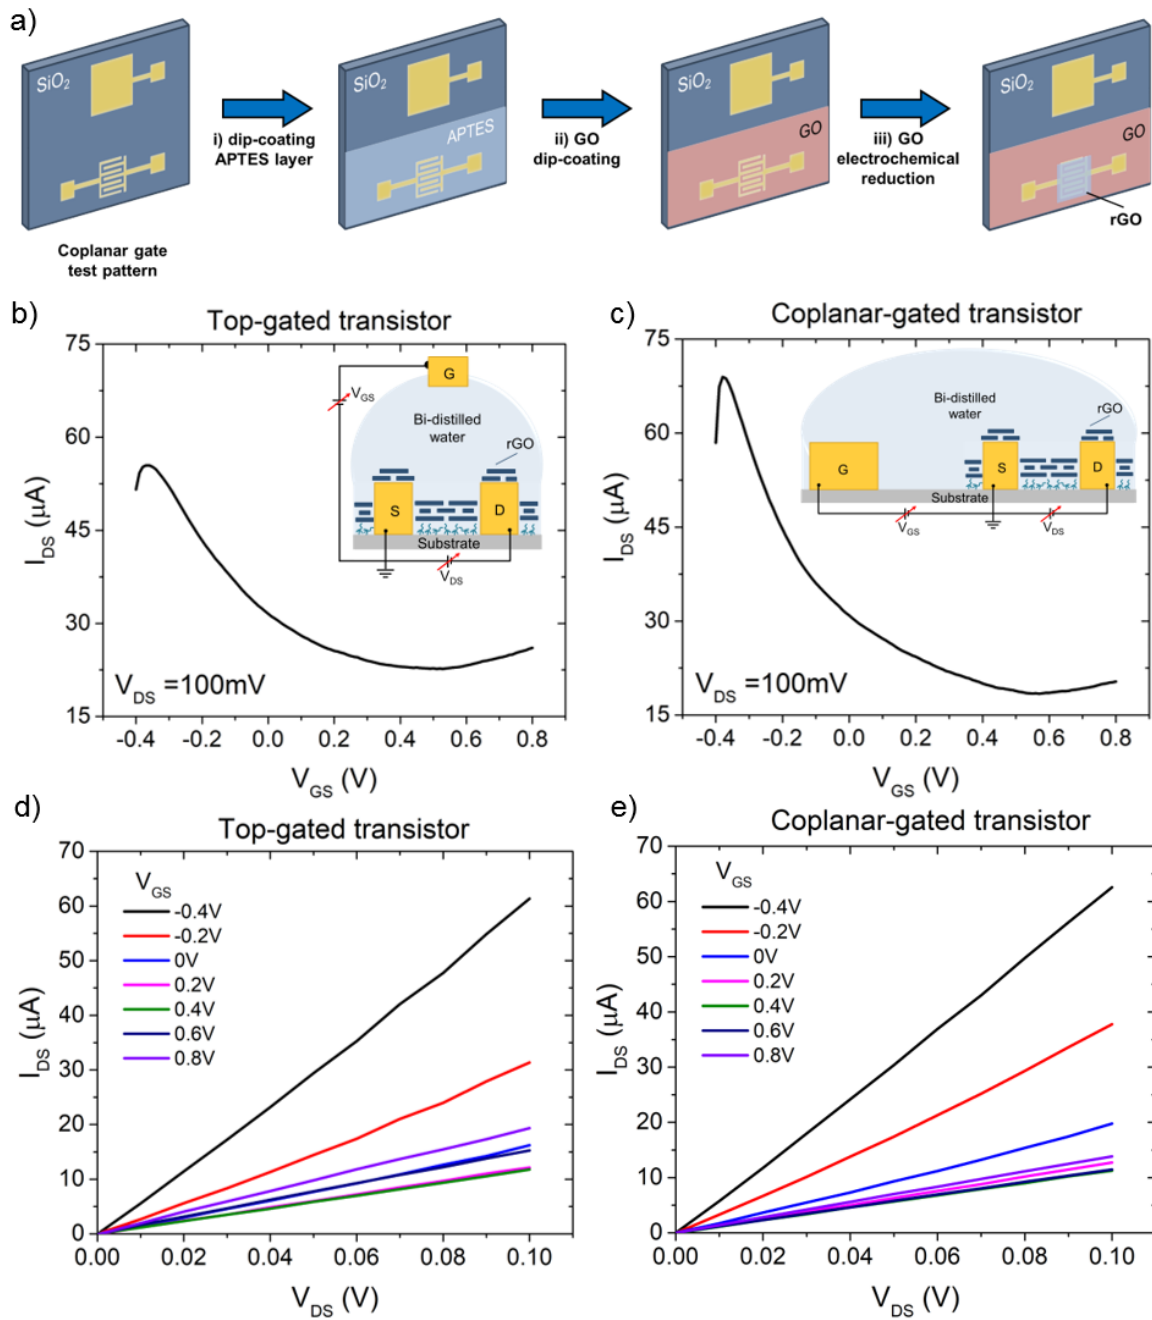 a)
SiO2
SiO2
APTES
SiO2
GO
SiO2
GO
rGO
i) dip-coating
APTES layer
ii) GO
dip-coating
iii) GO
electrochemical
reduction
Coplanar gate
test pattern
b)
Top-gated transistor
75
60
45
30
15
IDS (μA)
-0.4 -0.2 0.0 0.2 0.4 0.6 0.8
VGS (V)
VDS =100mV
G
VGS
Bi-distilled
water
rGO
S
D
Substrate
VDS
c)
Coplanar-gated transistor
75
60
45
30
15
IDS (μA)
-0.4 -0.2 0.0 0.2 0.4 0.6 0.8
VGS (V)
VDS =100mV
Bi-distilled
water
rGO
G
S
D
Substrate
VGS
VDS
d)
Top-gated transistor
70
60
50
40
30
20
10
0
IDS (μA)
VGS
-0.4V
-0.2V
0V
0.2V
0.4V
0.6V
0.8V
0.00 0.02 0.04 0.06 0.08 0.10
VDS (V)
e)
Coplanar-gated transistor
70
60
50
40
30
20
10
0
IDS (μA)
VGS
-0.4V
-0.2V
0V
0.2V
0.4V
0.6V
0.8V
0.00 0.02 0.04 0.06 0.08 0.10
VDS (V)